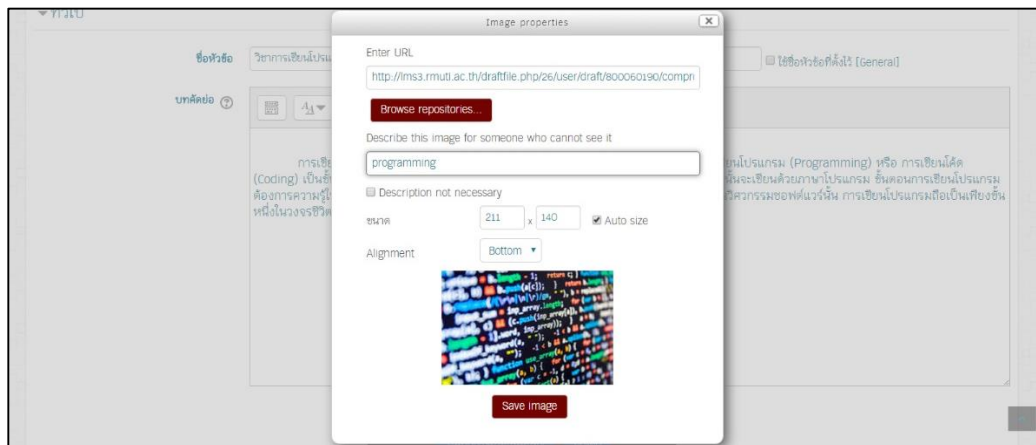 ทั่วไป
Image properties
ชื่อหัวข้อ
วิชาการเขียนโปรแ
ใช้ชื่อหัวข้อที่ตั้งไว้ [General]
Enter URL
http://lms3.rmuti.ac.th/draftfile.php/26/user/draft/800060190/compr
Browse repositories...
บทคัดย่อ
Describe this image for someone who cannot see it
programming
การเขีย
ยนโปรแกรม (Programming) หรือ การเขียนโค้ด
(Coding) เป็นขั้
นั้นจะเขียนด้วยภาษาโปรแกรม ขั้นตอนการเขียนโปรแกรม
ต้องการความรู้ใ
วิศวกรรมซอฟต์แวร์นั้น การเขียนโปรแกรมถือเป็นเพียงขั้น
หนึ่งในวงจรชีวิต
Description not necessary
ขนาด
211 x 140
Auto size
Alignment
Bottom
Save image